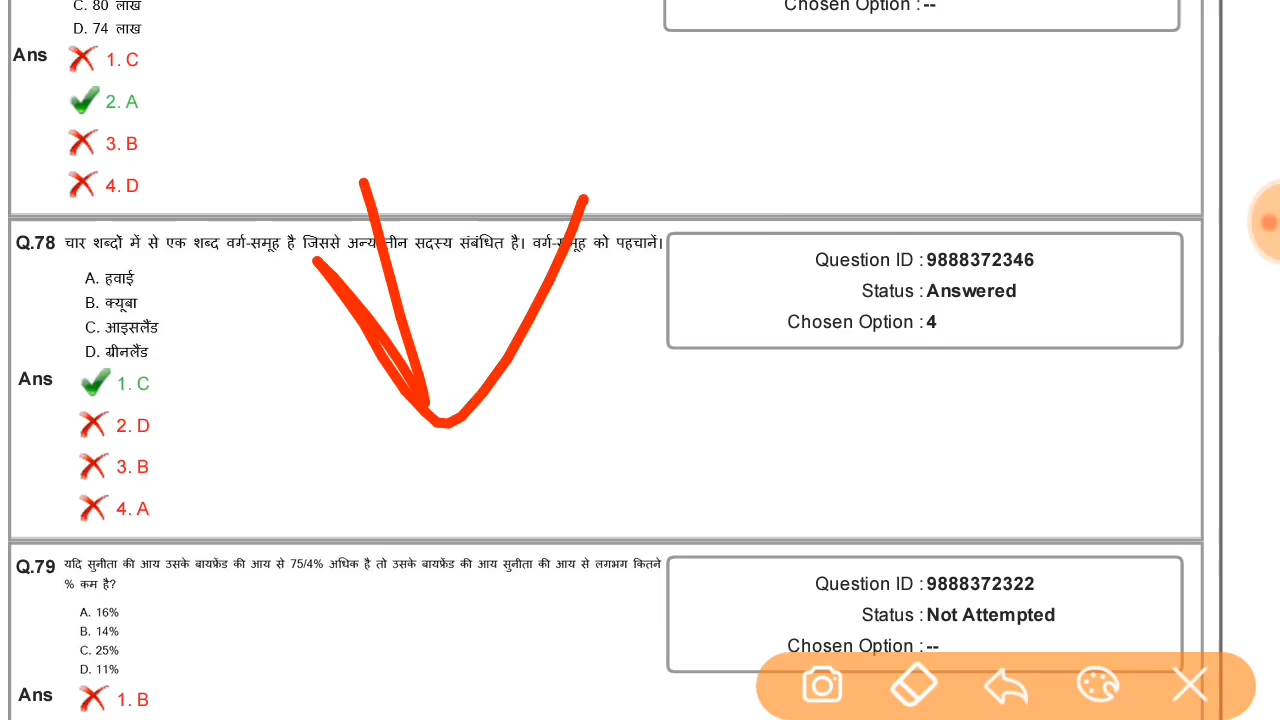 C. 80 लाख
Chosen Option : --
D. 74 लाख
Ans
1. C
2. A
3. B
4. D
Q.78 चार शब्दों में से एक शब्द वर्ग-समूह है जिससे अन्य तीन सदस्य संबंधित है। वर्ग-समूह को पहचानें।
A. हवाई
B. क्यूबा
C. आइसलैंड
D. ग्रीनलैंड
Question ID : 9888372346
Status : Answered
Chosen Option : 4
Ans
1. C
2. D
3. B
4. A
Q.79 यदि सुनीता की आय उसके बायफ्रेंड की आय से 75/4% अधिक है तो उसके बायफ्रेंड की आय सुनीता की आय से लगभग कितने
% कम है?
A. 16%
B. 14%
C. 25%
D. 11%
Question ID : 9888372322
Status : Not Attempted
Chosen Option : --
Ans
1. B